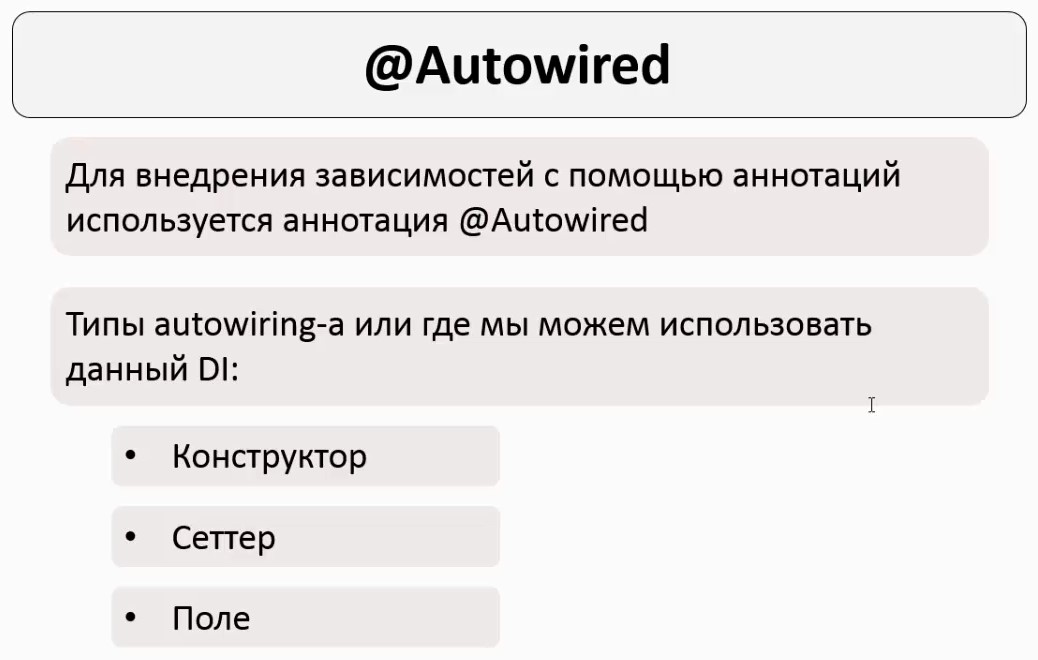 @Autowired
Для внедрения зависимостей с помощью аннотаций
используется аннотация @Autowired
Типы autowiring-а или где мы можем использовать
данный DI:
• Конструктор
• Сеттер
• Поле